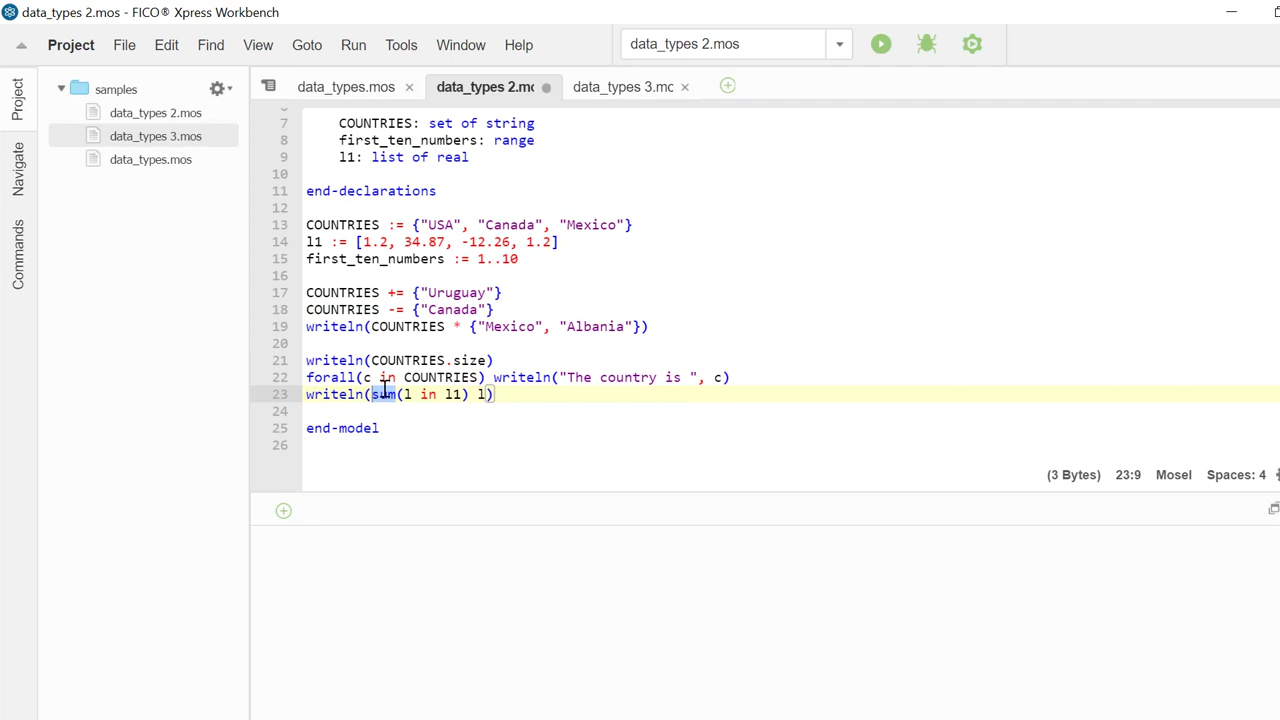 data_types 2.mos - FICO® Xpress Workbench
Project File Edit Find View Goto Run Tools Window Help
data_types 2.mos
Project
Navigate
Commands
samples
data_types 2.mos
data_types 3.mos
data_types.mos
data_types.mos data_types 2.mo data_types 3.mo
7 COUNTRIES: set of string
8 first_ten_numbers: range
9 l1: list of real
10
11 end-declarations
12
13 COUNTRIES := {"USA", "Canada", "Mexico"}
14 l1 := [1.2, 34.87, -12.26, 1.2]
15 first_ten_numbers := 1..10
16
17 COUNTRIES += {"Uruguay"}
18 COUNTRIES -= {"Canada"}
19 writeln(COUNTRIES * {"Mexico", "Albania"})
20
21 writeln(COUNTRIES.size)
22 forall(c in COUNTRIES) writeln("The country is ", c)
23 writeln(sum(l in l1) l)
24
25 end-model
26
(3 Bytes) 23:9 Mosel Spaces: 4